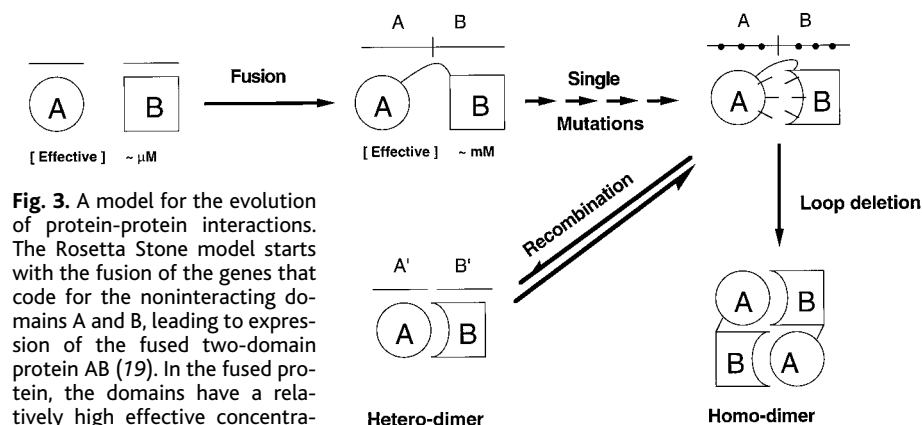 A B
A B
Fusion
Single
Mutations
A B
A B
A B
[ Effective ] ~ µM
[ Effective ] ~ mM
Fig. 3. A model for the evolution
of protein-protein interactions.
The Rosetta Stone model starts
with the fusion of the genes that
code for the noninteracting do-
mains A and B, leading to expres-
sion of the fused two-domain
protein AB (19). In the fused pro-
tein, the domains have a rela-
tively high effective concentra-
Recombination
Loop deletion
A' B'
A B
Hetero-dimer
A B
B A
Homo-dimer